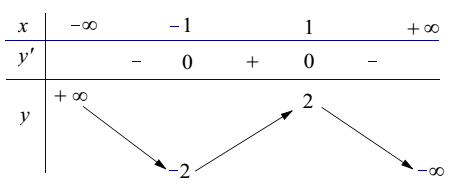 x −∞ −1 1 +∞
y′ − 0 + 0 −
+∞ 2
y
−2 −∞